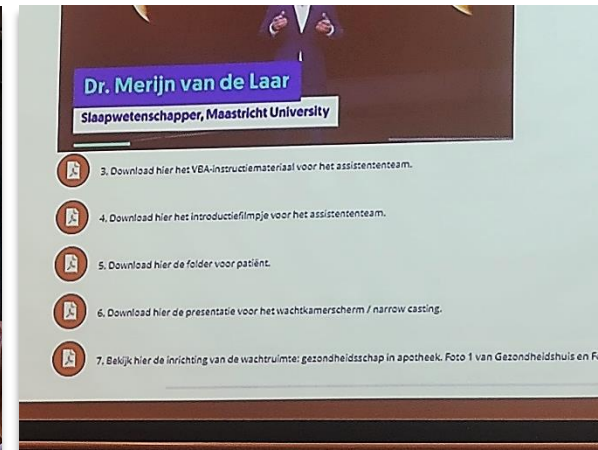 Dr. Merijn van de Laar
Slaapwetenschapper, Maastricht University
3. Download hier het VBA-instructiemateriaal voor het assistententeam.
4. Download hier het introductiefilmpje voor het assistententeam.
5. Download hier de folder voor patiënt.
6. Download hier de presentatie voor het wachtkamerscherm / narrow casting.
7. Bekijk hier de inrichting van de wachtruimte: gezondheidsschap in apotheek. Foto 1 van Gezondheidshuis en